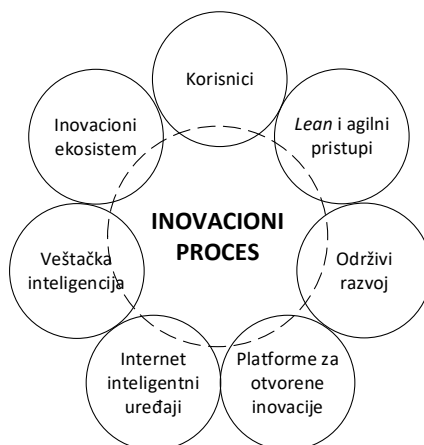 Korisnici
Lean i agilni
pristupi
Održivi
razvoj
Platforme za
otvorene
inovacije
Internet
inteligentni
uređaji
Veštačka
inteligencija
Inovacioni
ekosistem
INOVACIONI
PROCES